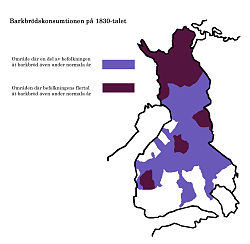 Barkbrödskonsumtionen på 1830-talet
Område där en del av befolkningen
åt barkbröd även under normala år
Områden där befolkningens flertal
åt barkbröd även under normala år